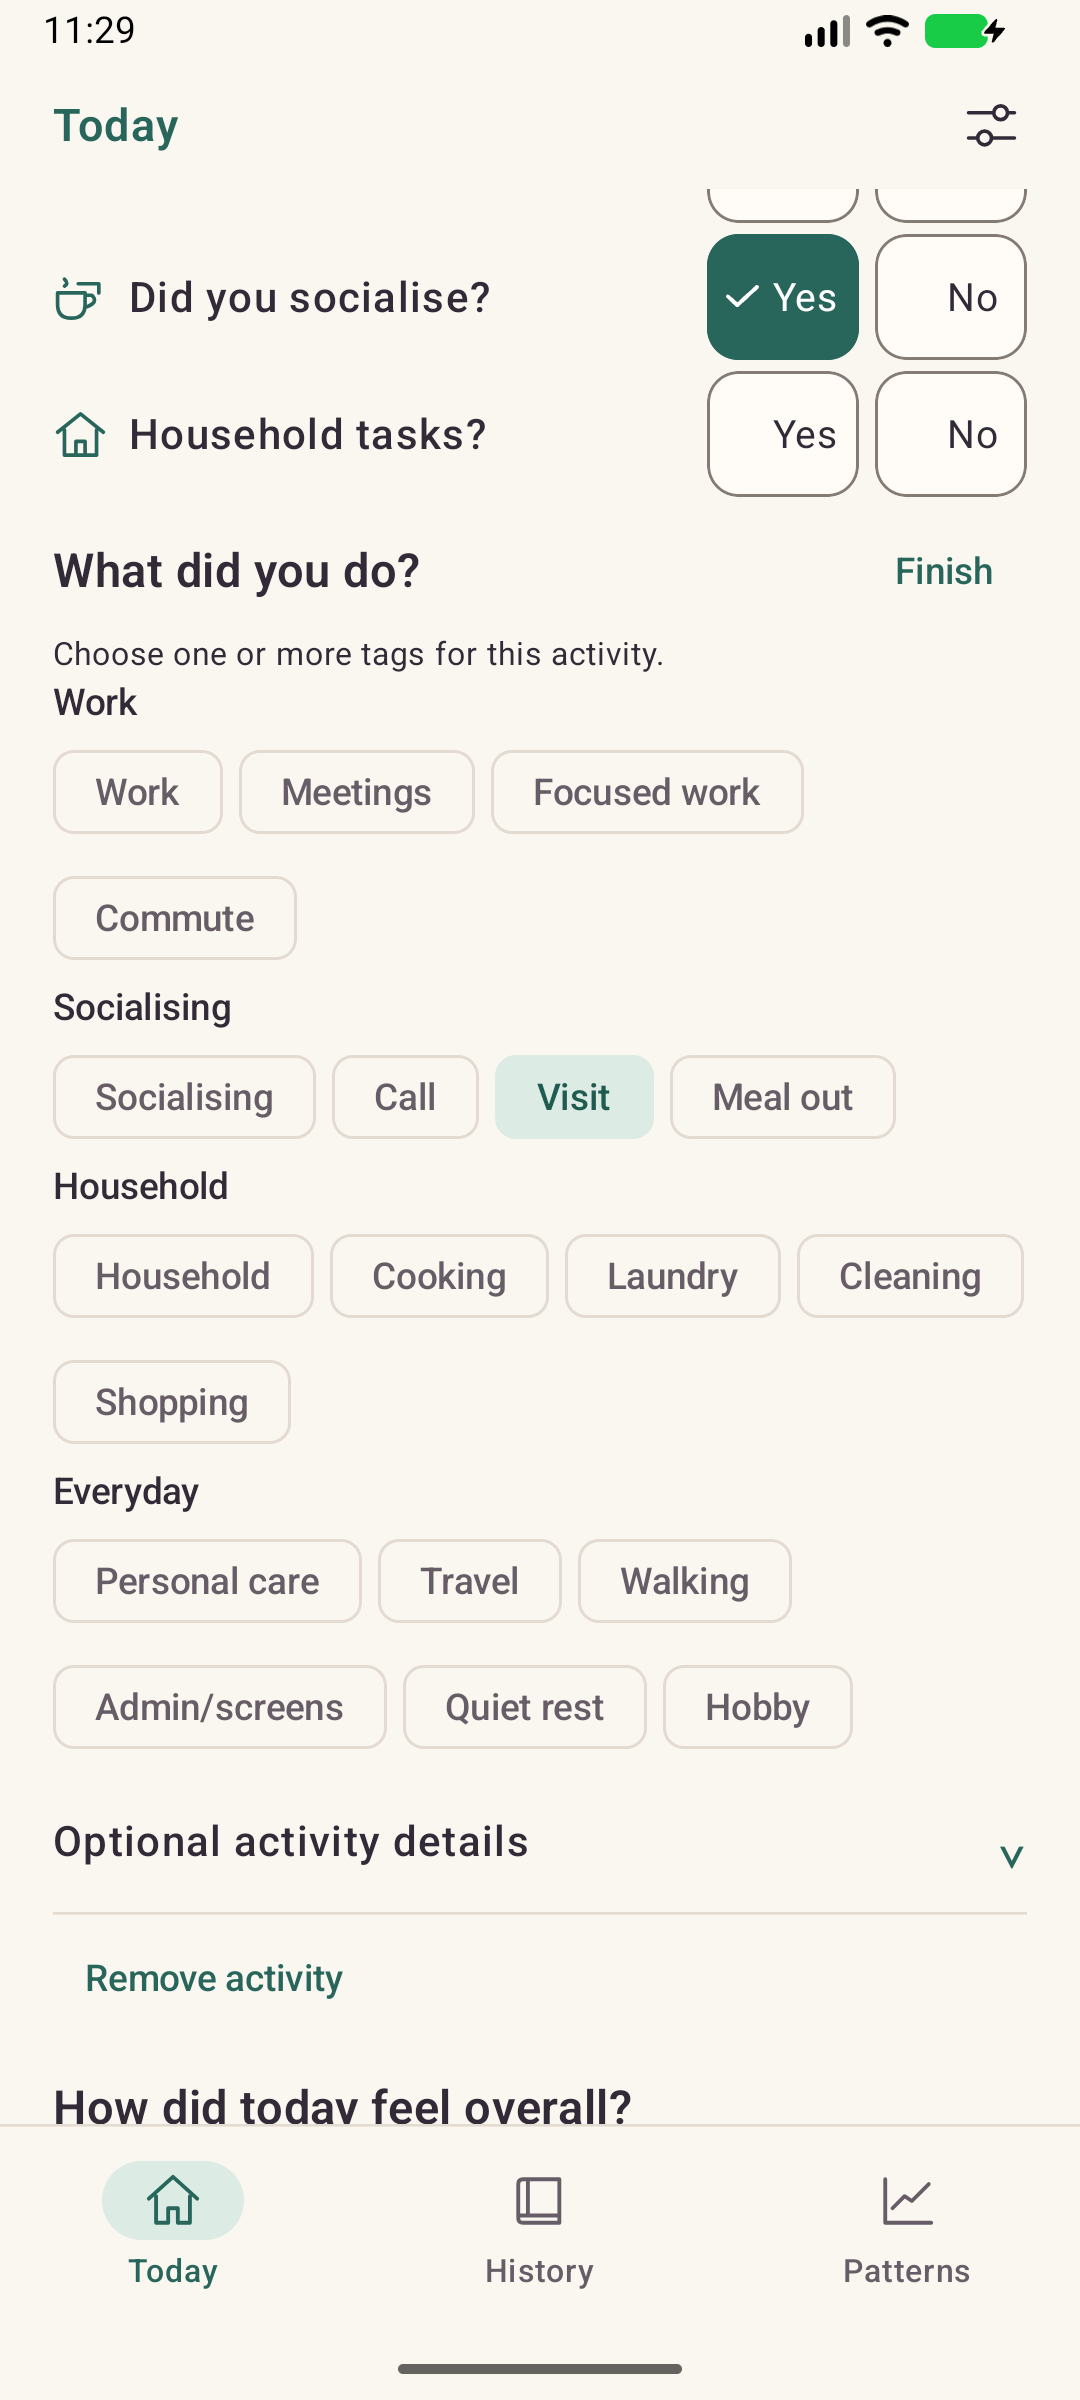 11:29
Today
Did you socialise? Yes No
Household tasks? Yes No
What did you do? Finish
Choose one or more tags for this activity.
Work
Work Meetings Focused work
Commute
Socialising
Socialising Call Visit Meal out
Household
Household Cooking Laundry Cleaning
Shopping
Everyday
Personal care Travel Walking
Admin/screens Quiet rest Hobby
Optional activity details
Remove activity
How did today feel overall?
Today History Patterns